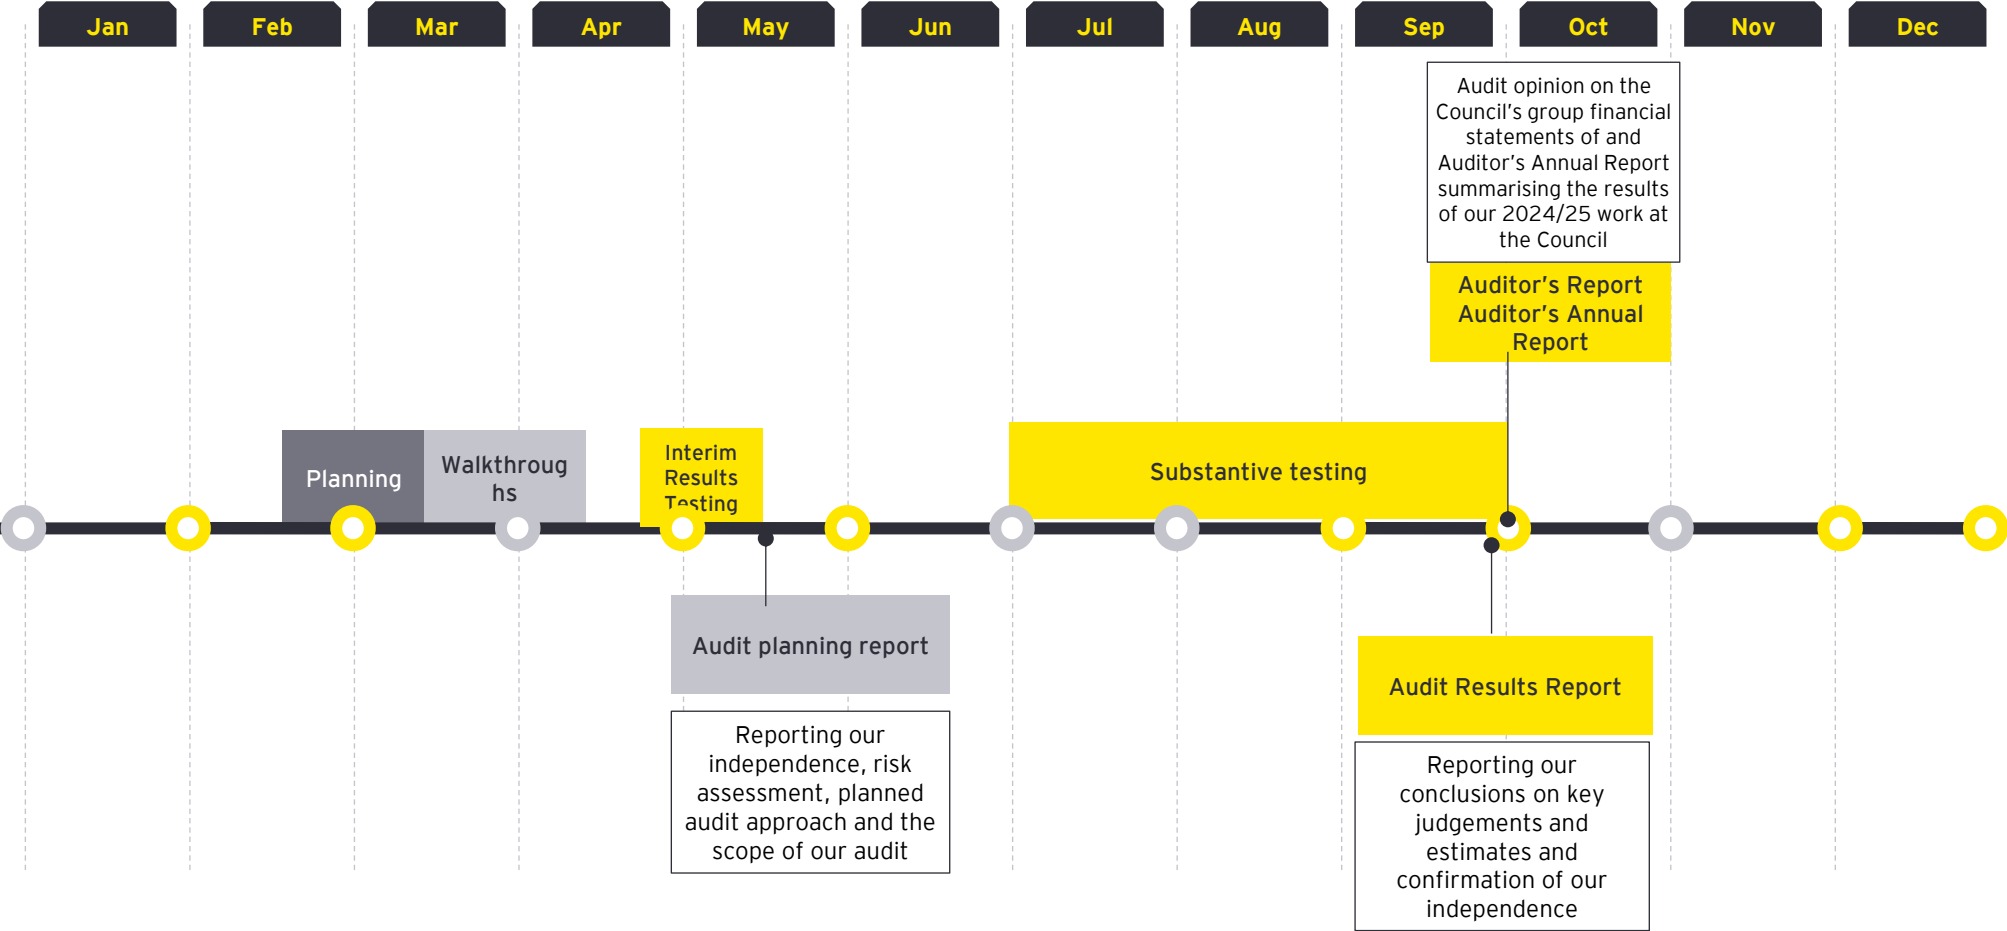 Jan
Feb
Mar
Apr
May
Jun
Jul
Aug
Sep
Oct
Nov
Dec
Audit opinion on the
Council’s group financial
statements of and
Auditor’s Annual Report
summarising the results
of our 2024/25 work at
the Council
Auditor’s Report
Auditor’s Annual
Report
Planning
Walkthroug
hs
Interim
Results
Testing
Substantive testing
Audit planning report
Reporting our
independence, risk
assessment, planned
audit approach and the
scope of our audit
Audit Results Report
Reporting our
conclusions on key
judgements and
estimates and
confirmation of our
independence